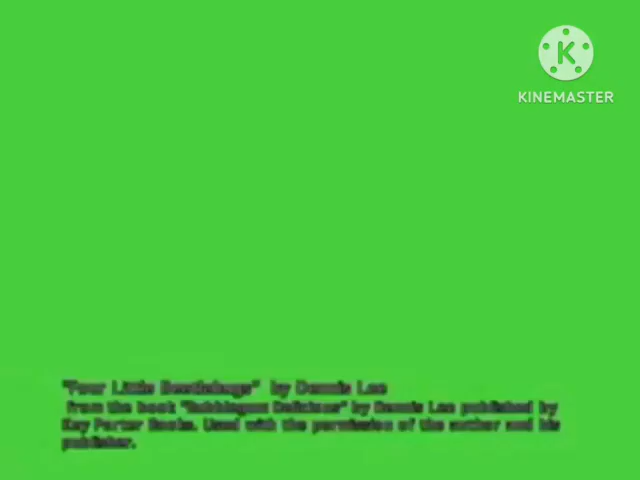 KINEMASTER
"Four Little Beetlebugs" by Dennis Lee
from the book "Bubblegum Delicious" by Dennis Lee published by
Key Porter Books. Used with the permission of the author and his
publisher.